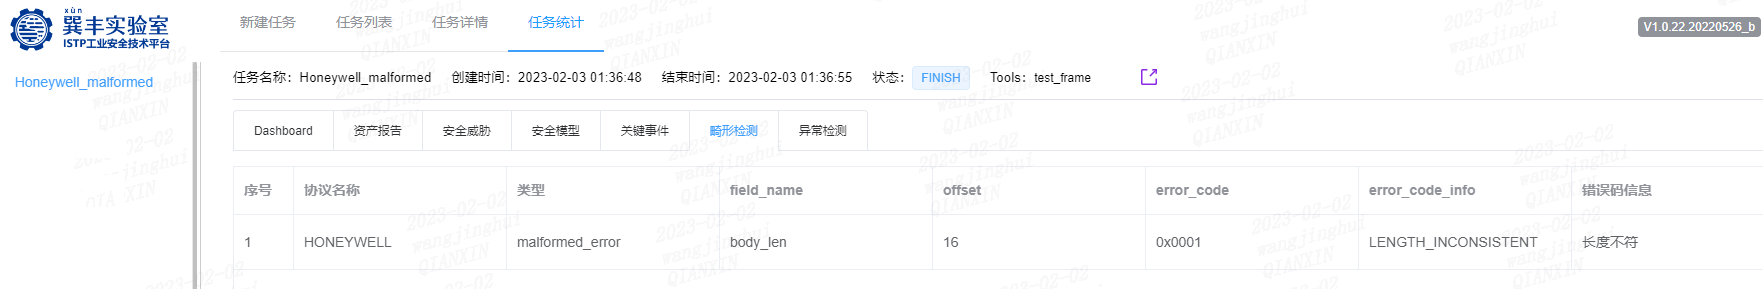 xùn
巽丰实验室
ISTP工业安全技术平台
新建任务 任务列表 任务详情 任务统计
V1.0.22.20220526_b
Honeywell_malformed
任务名称：Honeywell_malformed 创建时间：2023-02-03 01:36:48 结束时间：2023-02-03 01:36:55 状态：FINISH Tools：test_frame
Dashboard 资产报告 安全威胁 安全模型 关键事件 畸形检测 异常检测
序号 协议名称 类型 field_name offset error_code error_code_info 错误码信息
1 HONEYWELL malformed_error body_len 16 0x0001 LENGTH_INCONSISTENT 长度不符
2023-02-02
wangjinghui
QIANXIN